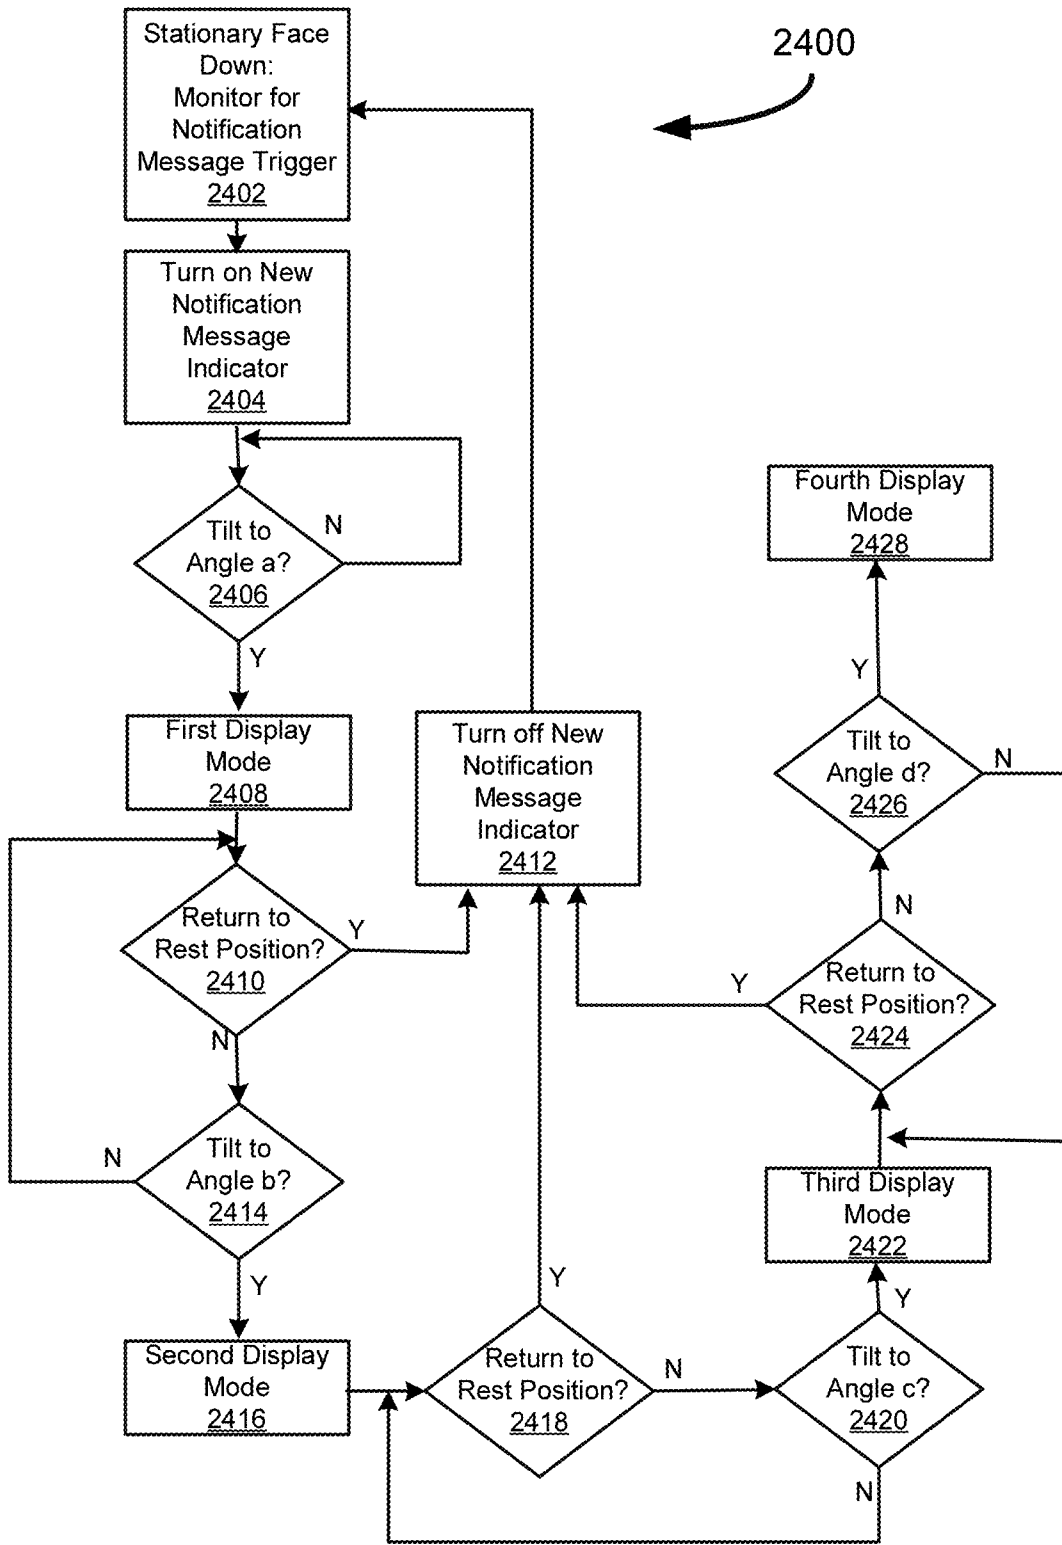 2400
Stationary Face
Down:
Monitor for
Notification
Message Trigger
2402
Turn on New
Notification
Message
Indicator
2404
Tilt to
Angle a?
2406
N
Y
First Display
Mode
2408
Return to
Rest Position?
2410
Y
N
Tilt to
Angle b?
2414
N
Y
Second Display
Mode
2416
Turn off New
Notification
Message
Indicator
2412
Y
Return to
Rest Position?
2418
N
Tilt to
Angle c?
2420
N
Y
Third Display
Mode
2422
Return to
Rest Position?
2424
Y
N
Tilt to
Angle d?
2426
N
Y
Fourth Display
Mode
2428